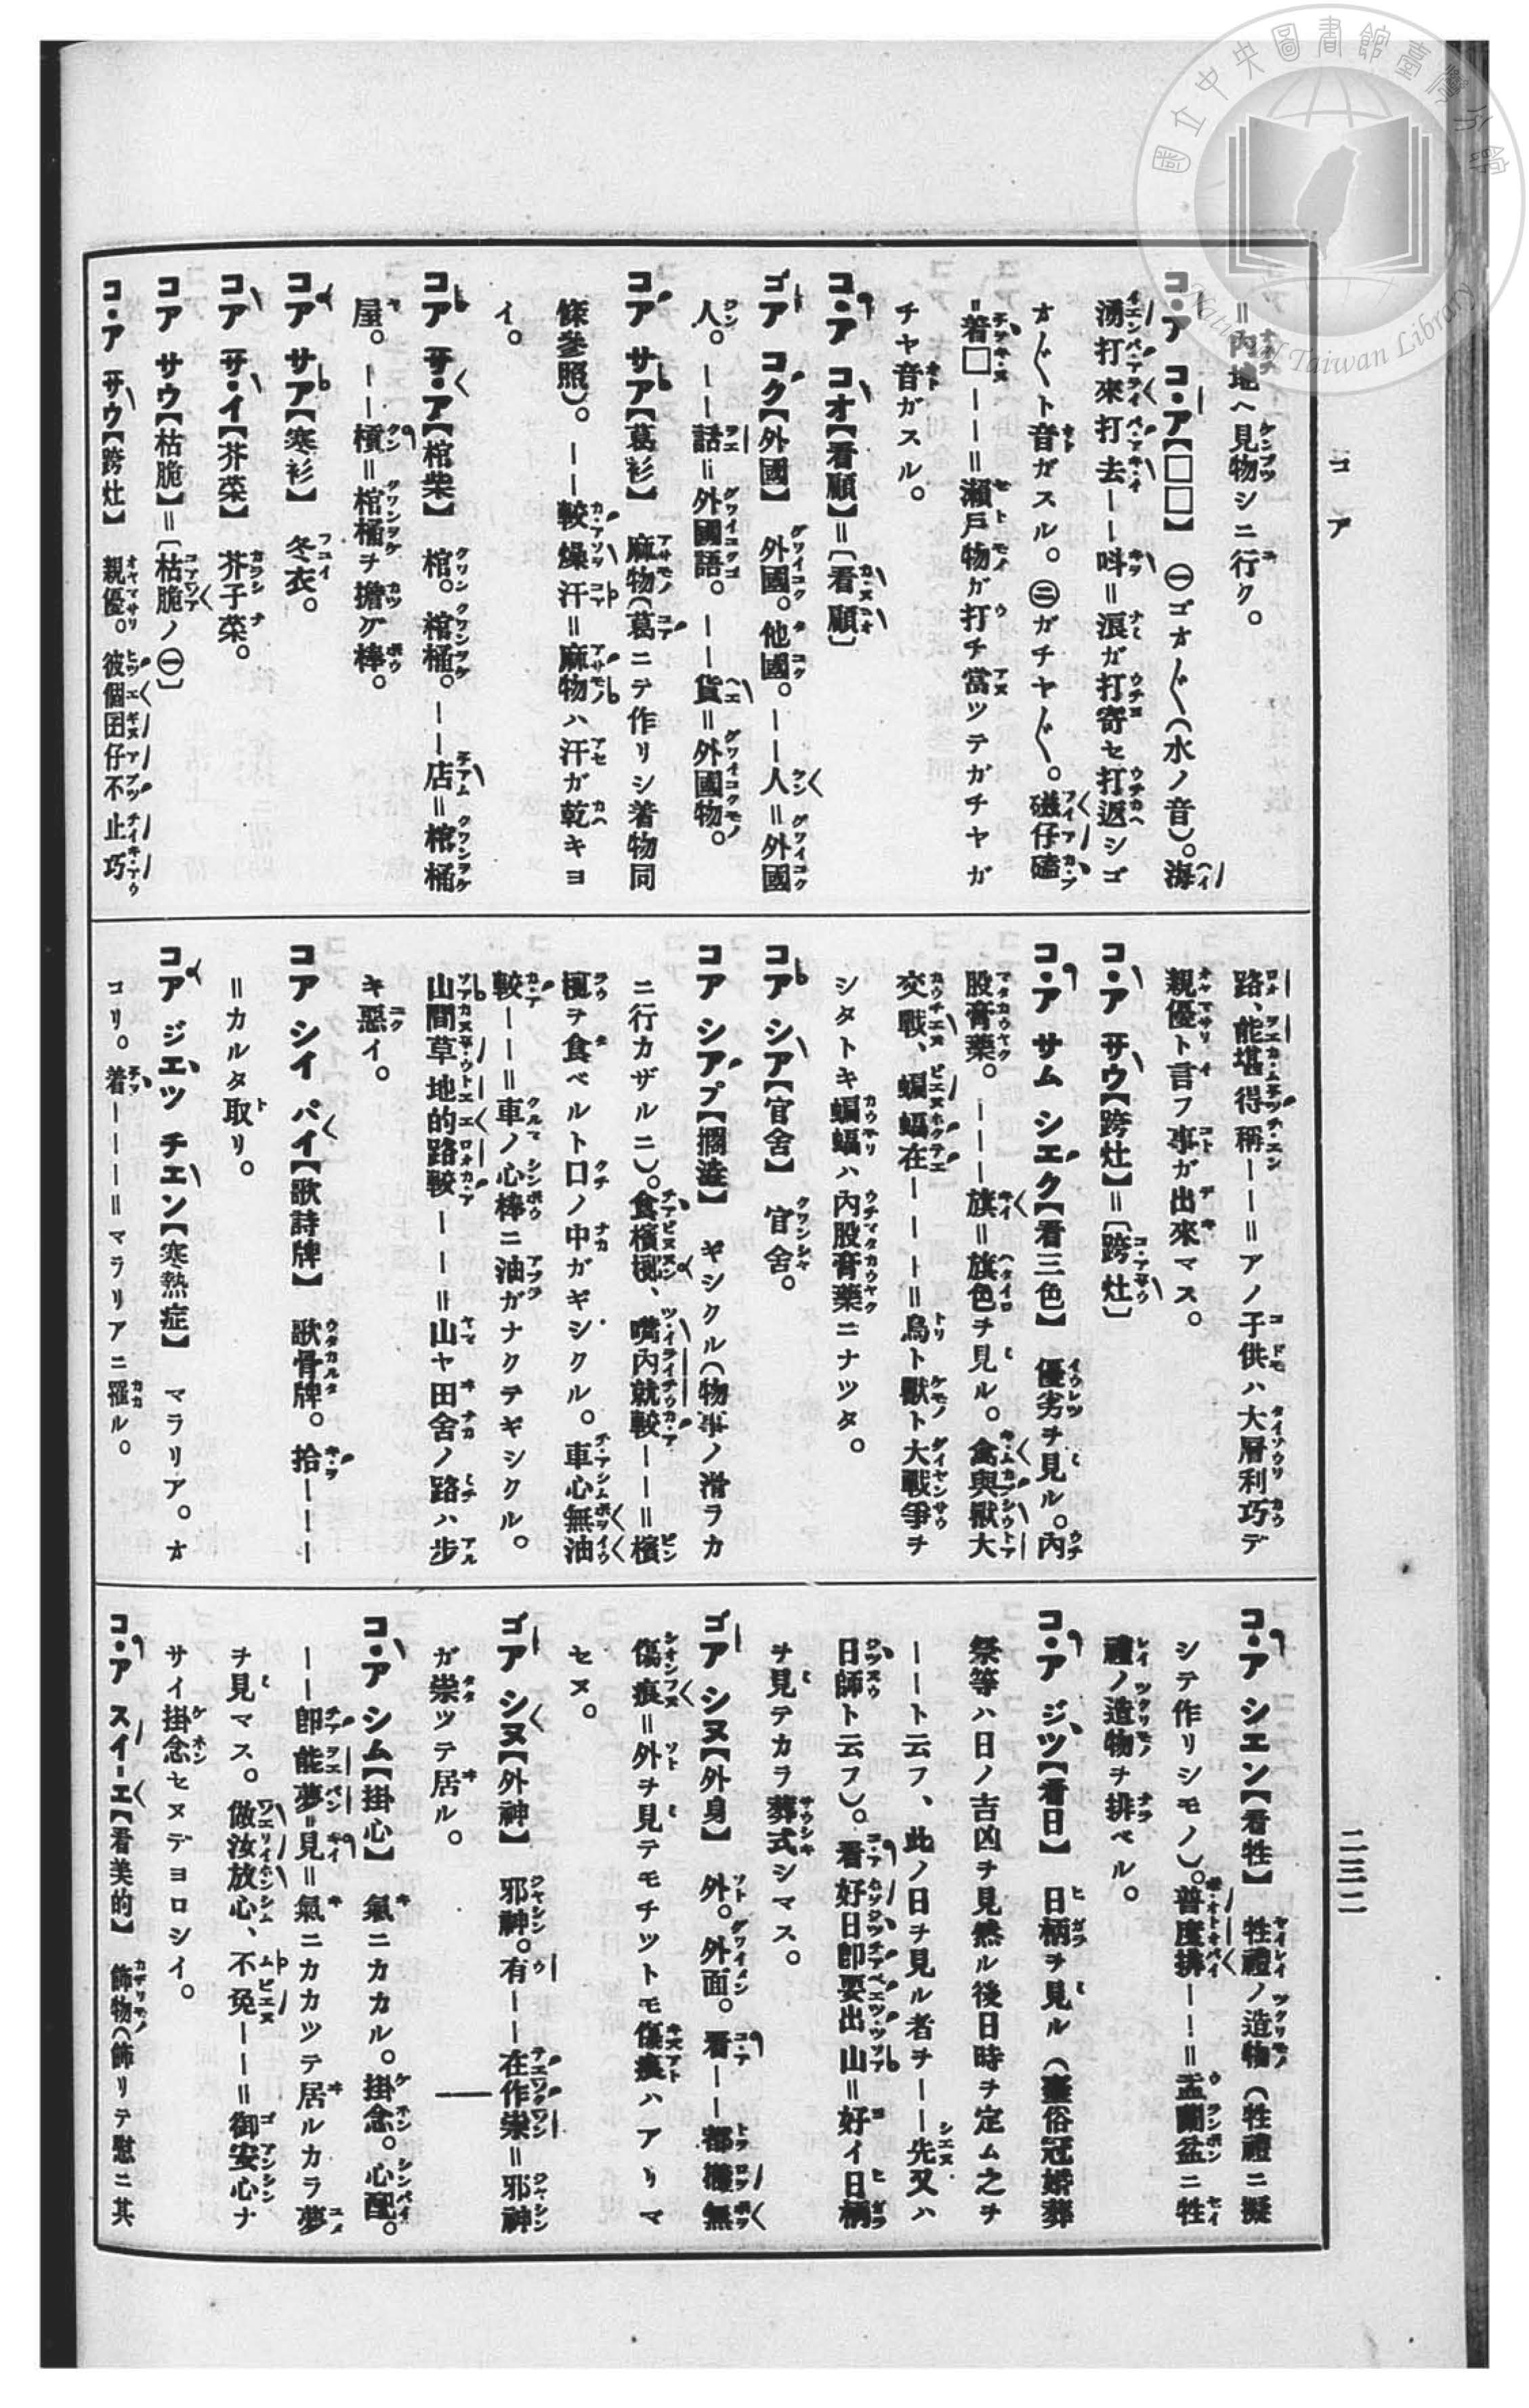 コア
二三二
＝內地ヘ見物シニ行ク。
コ・ア コ・ア【□□】 ㊀ゴオ〱（水ノ音）。海
湧打來打去ーー呌＝浪ガ打寄セ打返シゴ
オ〱ト音ガスル。㊁ガチヤ〱。磁仔磕
＝着□ーー＝瀨戶物ガ打チ當ツテガチヤガ
チヤ音ガスル。
コ・ア コオ【看顧】＝〔看顧〕
ゴア コク【外國】 外國。他國。ーー人＝外國
人。ーー話＝外國語。ーー貨＝外國物。
コア サア【葛衫】 麻物（葛ニテ作リシ着物同
條參照）。ーー較燥汗＝麻物ハ汗ガ乾キヨ
イ。
コア サ・ア【棺柴】 棺。棺桶。ーー店＝棺桶
屋。ーー槓＝棺桶ヲ擔グ棒。
コア サア【寒衫】 冬衣。
コア サ・イ【芥菜】 芥子菜。
コア サウ【枯脆】＝〔枯脆ノ㊀〕
コ・ア サウ【跨灶】 親優。彼個囝仔不止巧
路、能堪得稱ーー＝アノ子供ハ大層利巧デ
親優ト言フ事ガ出來マス。
コ・ア サウ【跨灶】＝〔跨灶〕
コ・ア サム シエク【看三色】 優劣ヲ見ル。內
股膏藥。ーーー旗＝旗色ヲ見ル。禽與獸大
交戰、蝙蝠在ーーー＝鳥ト獸ト大戰爭ヲ
シタトキ蝙蝠ハ內股膏藥ニナツタ。
コア シア【官舍】 官舍。
コア シアプ【擱澁】 ギシクル（物事ノ滑ラカ
ニ行カザルニ）。食檳榔、嘴內就較ーー＝檳
榔ヲ食ベルト口ノ中ガギシクル。車心無油
較ーー＝車ノ心棒ニ油ガナクテギシクル。
山間草地的路較ーー＝山ヤ田舍ノ路ハ步
キ惡イ。
コア シイ パイ【歌詩牌】 歌骨牌。拾ーーー
＝カルタ取リ。
コア ジエツ チエン【寒熱症】 マラリア。オ
コリ。着ーーー＝マラリアニ罹ル。
コ・ア シエン【看牲】 牲禮ノ造物（牲禮ニ擬
シテ作リシモノ）。普度排ーー＝盂蘭盆ニ牲
禮ノ造物ヲ排ベル。
コ・ア ジツ【看日】 日柄ヲ見ル（臺俗冠婚葬
祭等ハ日ノ吉凶ヲ見然ル後日時ヲ定ム之ヲ
ーート云フ、此ノ日ヲ見ル者ヲーー先又ハ
日師ト云フ）。看好日卽要出山＝好イ日柄
ヲ見テカラ葬式シマス。
ゴア シヌ【外身】 外。外面。看ーー都無
傷痕＝外ヲ見テモチツトモ傷痕ハアリマ
セヌ。
ゴア シヌ【外神】 邪神。有ーー在作祟＝邪神
ガ祟ツテ居ル。
コ・ア シム【掛心】 氣ニカカル。掛念。心配。
ーー卽能夢見＝氣ニカカツテ居ルカラ夢
ヲ見マス。做汝放心、不免ーー＝御安心ナ
サイ掛念セヌデヨロシイ。
コ・ア スイ-エ【看美的】 飾物（飾リテ慰ニ其